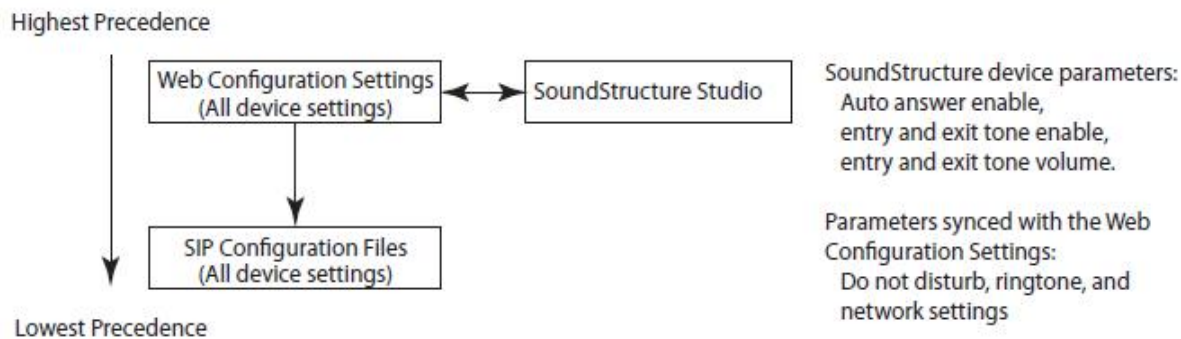 Highest Precedence
Web Configuration Settings
(All device settings)
SoundStructure Studio
SIP Configuration Files
(All device settings)
Lowest Precedence
SoundStructure device parameters:
Auto answer enable,
entry and exit tone enable,
entry and exit tone volume.
Parameters synced with the Web
Configuration Settings:
Do not disturb, ringtone, and
network settings